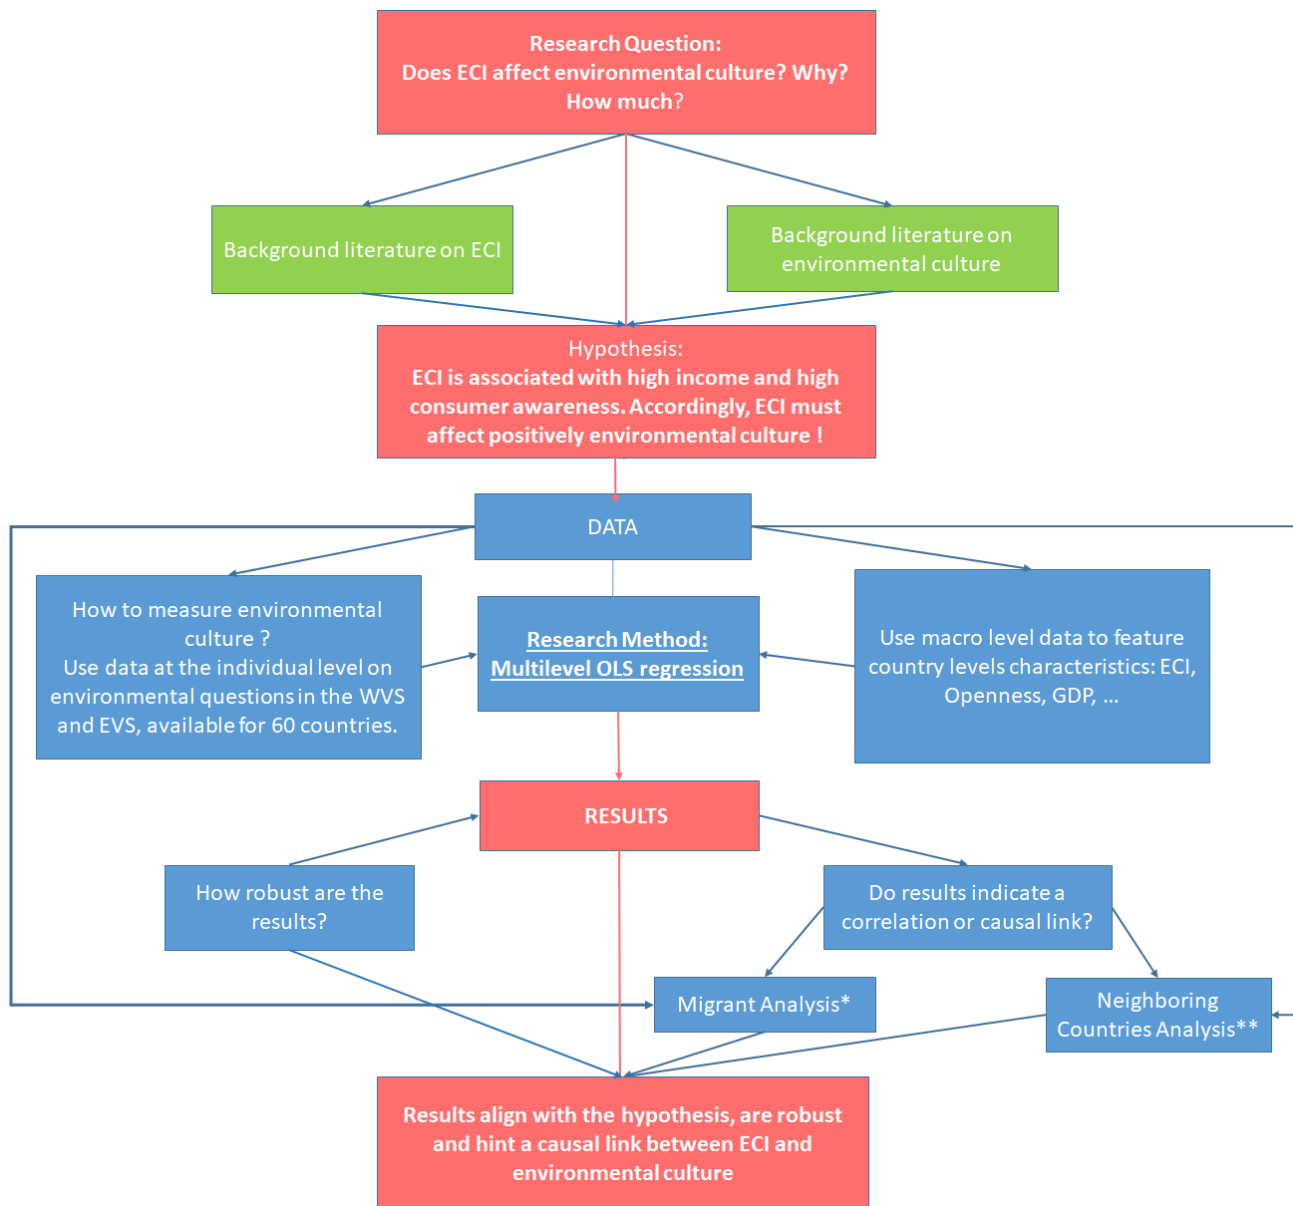 Research Question:
Does ECI affect environmental culture? Why?
How much?
Background literature on ECI
Background literature on
environmental culture
Hypothesis:
ECI is associated with high income and high
consumer awareness. Accordingly, ECI must
affect positively environmental culture !
DATA
How to measure environmental
culture ?
Use data at the individual level on
environmental questions in the WVS
and EVS, available for 60 countries.
Research Method:
Multilevel OLS regression
Use macro level data to feature
country levels characteristics: ECI,
Openness, GDP, ...
RESULTS
How robust are the
results?
Do results indicate a
correlation or causal link?
Migrant Analysis*
Neighboring
Countries Analysis**
Results align with the hypothesis, are robust
and hint a causal link between ECI and
environmental culture